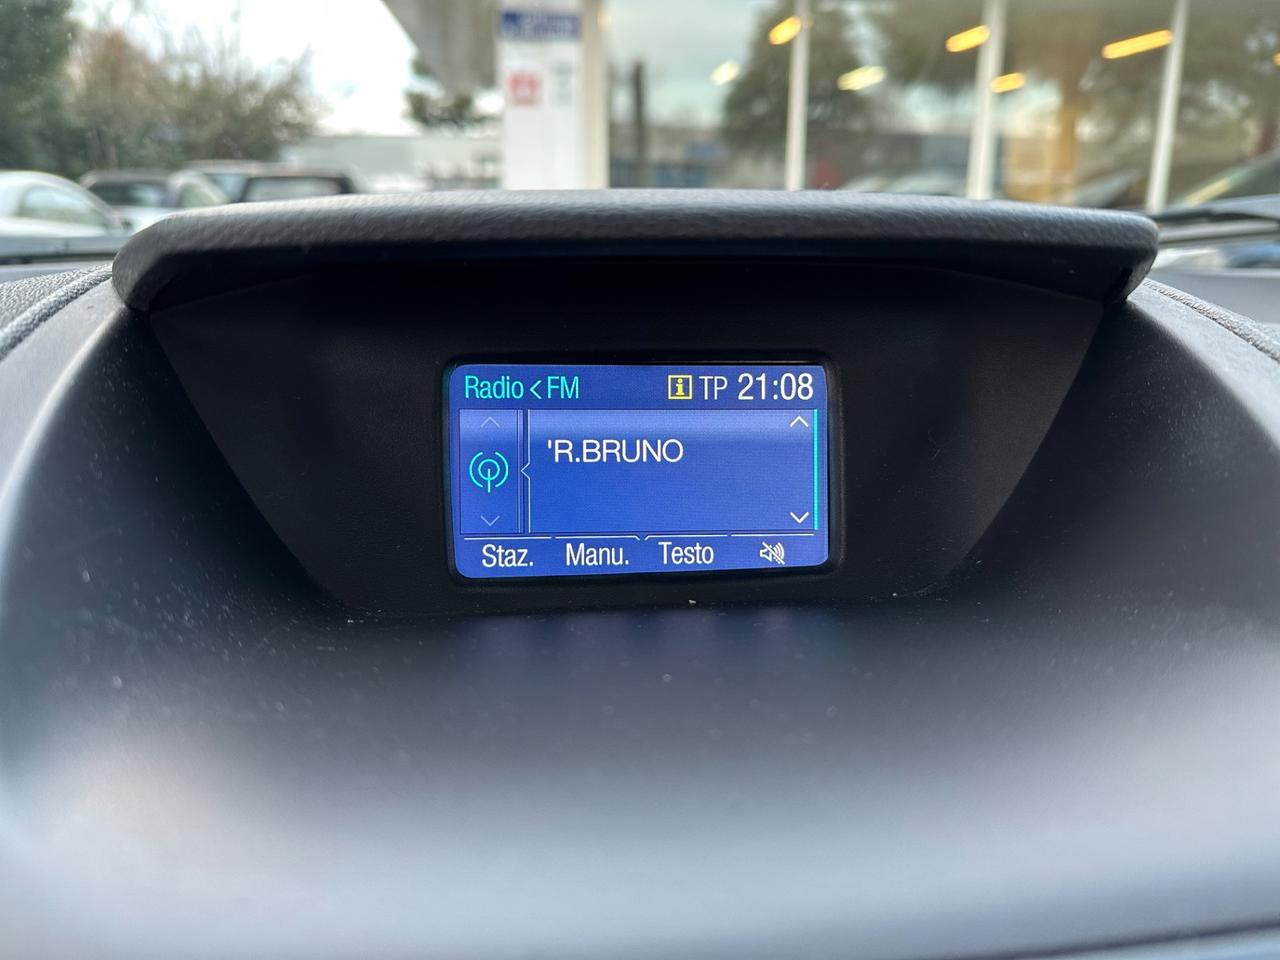 Radio < FM i TP 21:08
'R.BRUNO
Staz. Manu. Testo